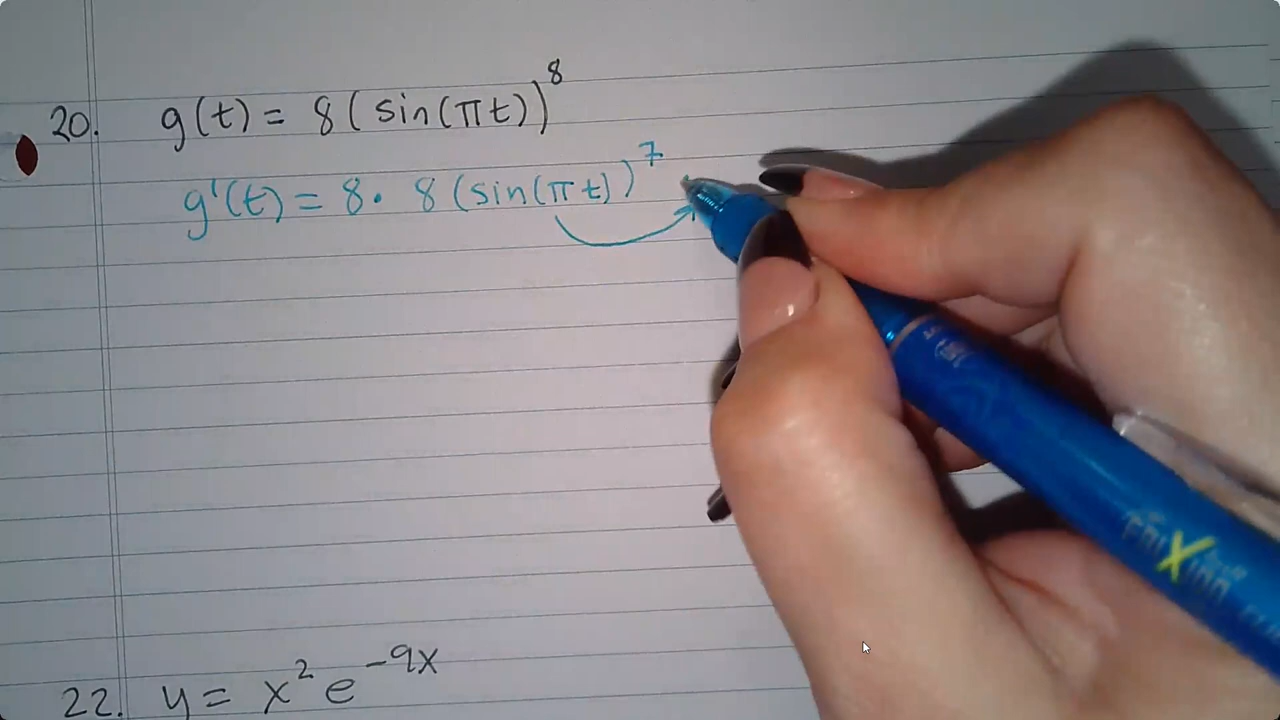 20. g(t) = 8(sin(πt))⁸
g'(t) = 8· 8(sin(πt))⁷
22. y = x²e⁻⁹ˣ
FRiXion